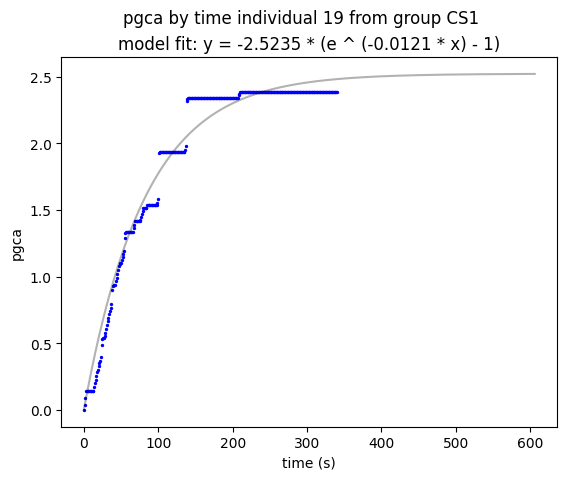 pgca by time individual 19 from group CS1
model fit: y = -2.5235 * (e ^ (-0.0121 * x) - 1)
2.5
2.0
1.5
1.0
0.5
0.0
pgca
0 100 200 300 400 500 600
time (s)